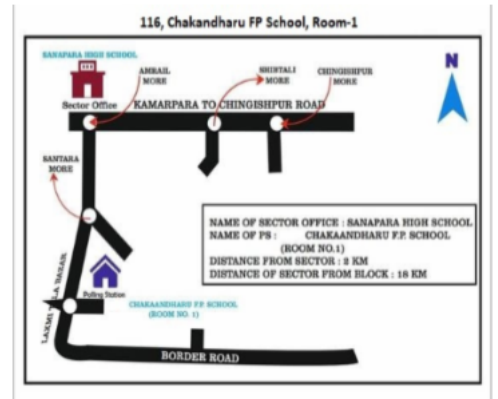 116, Chakandharu FP School, Room-1
SANAPARA HIGH SCHOOL
Sector Office
AMRAIL
MORE
SHINTALI
MORE
CHINGISHPUR
MORE
N
KAMARPARA TO CHINGISHPUR ROAD
SANTARA
MORE
NAME OF SECTOR OFFICE : SANAPARA HIGH SCHOOL
NAME OF PS : CHAKAANDHARU F.P. SCHOOL
(ROOM NO.1)
DISTANCE FROM SECTOR : 2 KM
DISTANCE OF SECTOR FROM BLOCK : 18 KM
Polling Station
CHAKAANDHARU F.P. SCHOOL
(ROOM NO. 1)
BORDER ROAD